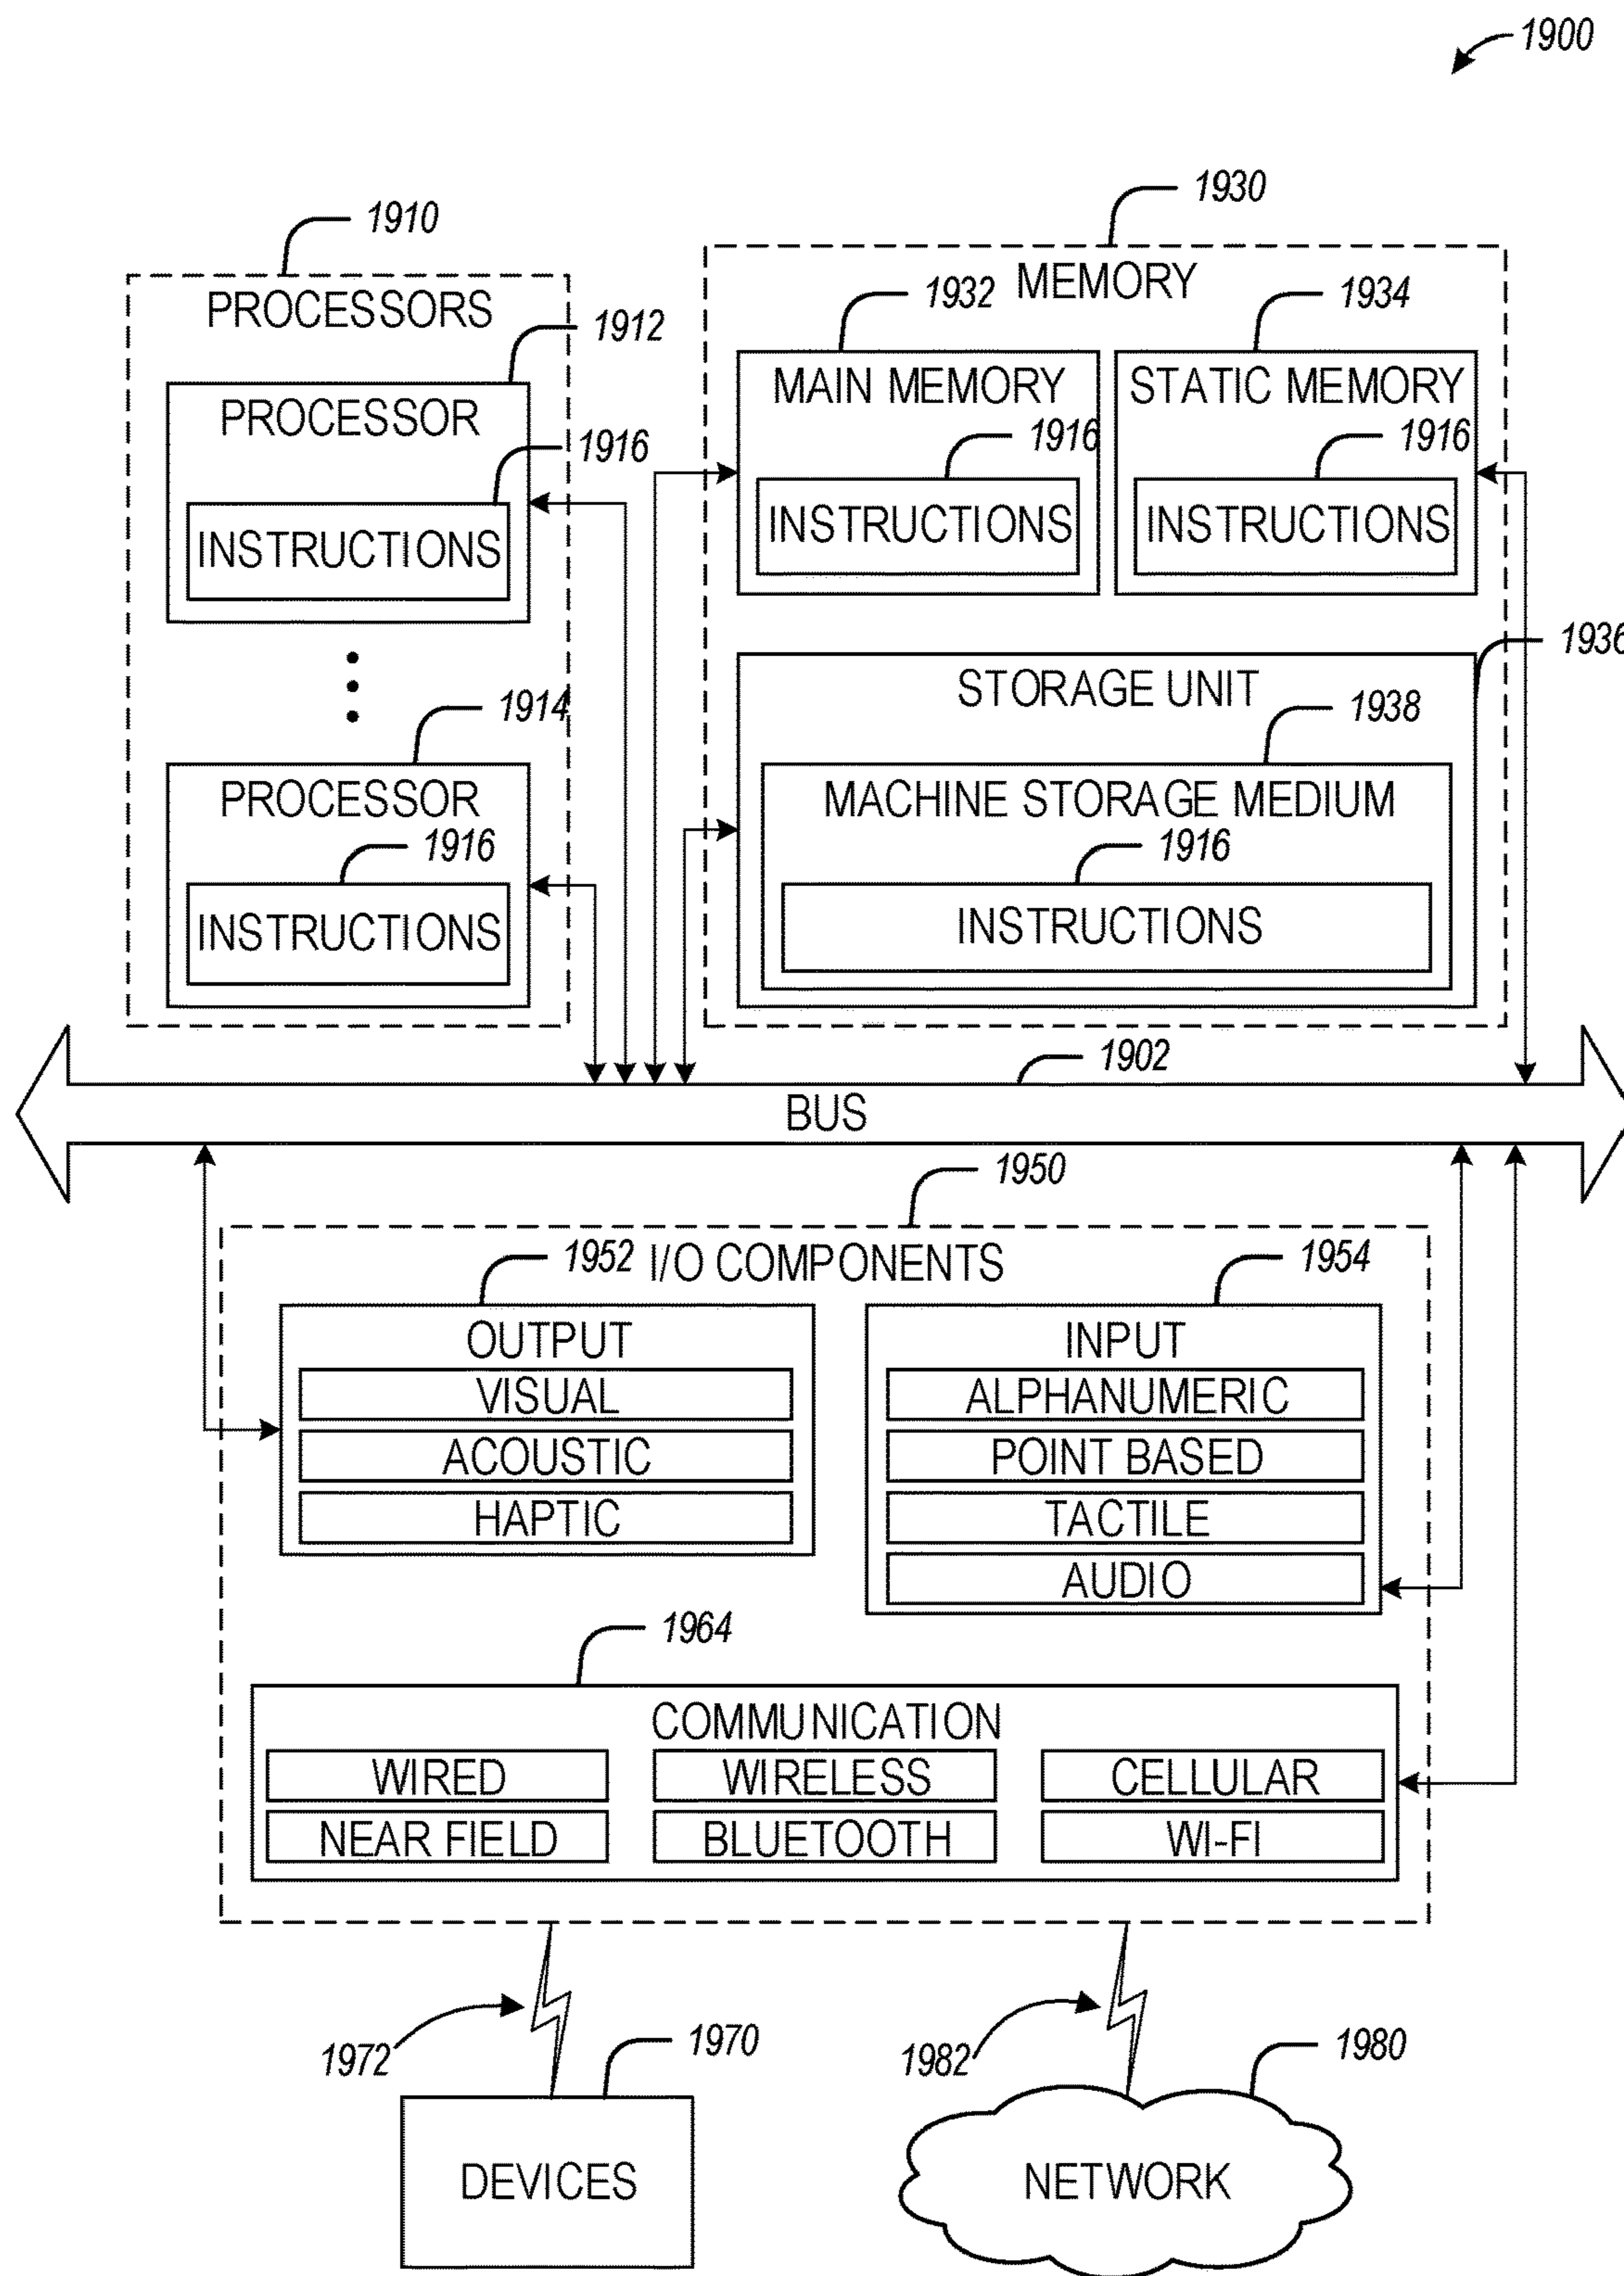 1900
1930
1910
MEMORY
PROCESSORS
1932
1934
1912
MAIN MEMORY
STATIC MEMORY
PROCESSOR
1916
1916
1916
INSTRUCTIONS
INSTRUCTIONS
INSTRUCTIONS
1936
STORAGE UNIT
1914
1938
PROCESSOR
MACHINE STORAGE MEDIUM
1916
1916
INSTRUCTIONS
INSTRUCTIONS
1902
BUS
1950
1952
I/O COMPONENTS
1954
OUTPUT
INPUT
VISUAL
ALPHANUMERIC
ACOUSTIC
POINT BASED
HAPTIC
TACTILE
AUDIO
1964
COMMUNICATION
WIRED
WIRELESS
CELLULAR
NEAR FIELD
BLUETOOTH
WI-FI
1972
1970
1982
1980
DEVICES
NETWORK